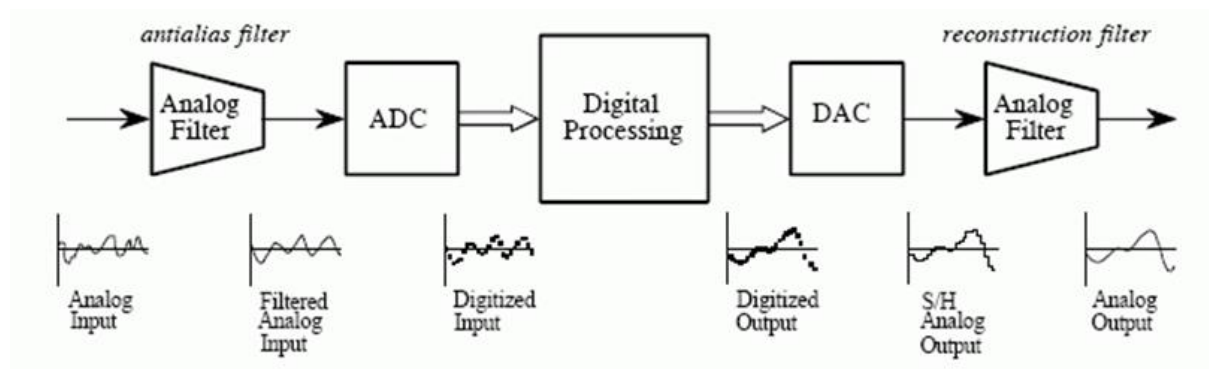 antialias filter
reconstruction filter
Analog
Filter
ADC
Digital
Processing
DAC
Analog
Filter
Analog
Input
Filtered
Analog
Input
Digitized
Input
Digitized
Output
S/H
Analog
Output
Analog
Output